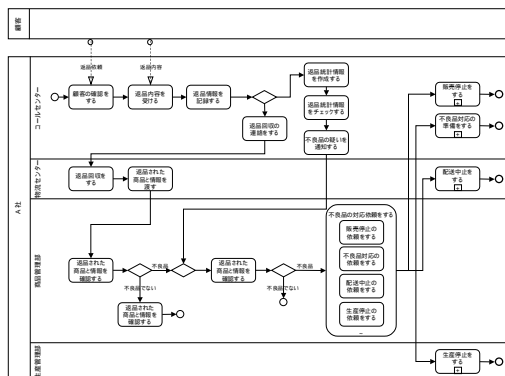 顧客
A社
コールセンター
返品依頼
返品内容
顧客の確認を
する
返品内容を
受ける
返品情報を
記録する
返品統計情報
を作成する
返品統計情報
をチェックする
不良品の疑いを
通知する
返品回収の
連絡をする
販売停止を
する
不良品対応の
準備をする
物流センター
返品回収を
する
返品された
商品と情報を
渡す
配送中止を
する
商品管理部
返品された
商品と情報を
確認する
不良品
不良品でない
返品された
商品と情報を
確認する
返品された
商品と情報を
確認する
不良品
不良品でない
不良品の対応依頼をする
販売停止の
依頼をする
不良品対応の
依頼をする
配送中止の
依頼をする
生産停止の
依頼をする
生産管理部
生産停止を
する